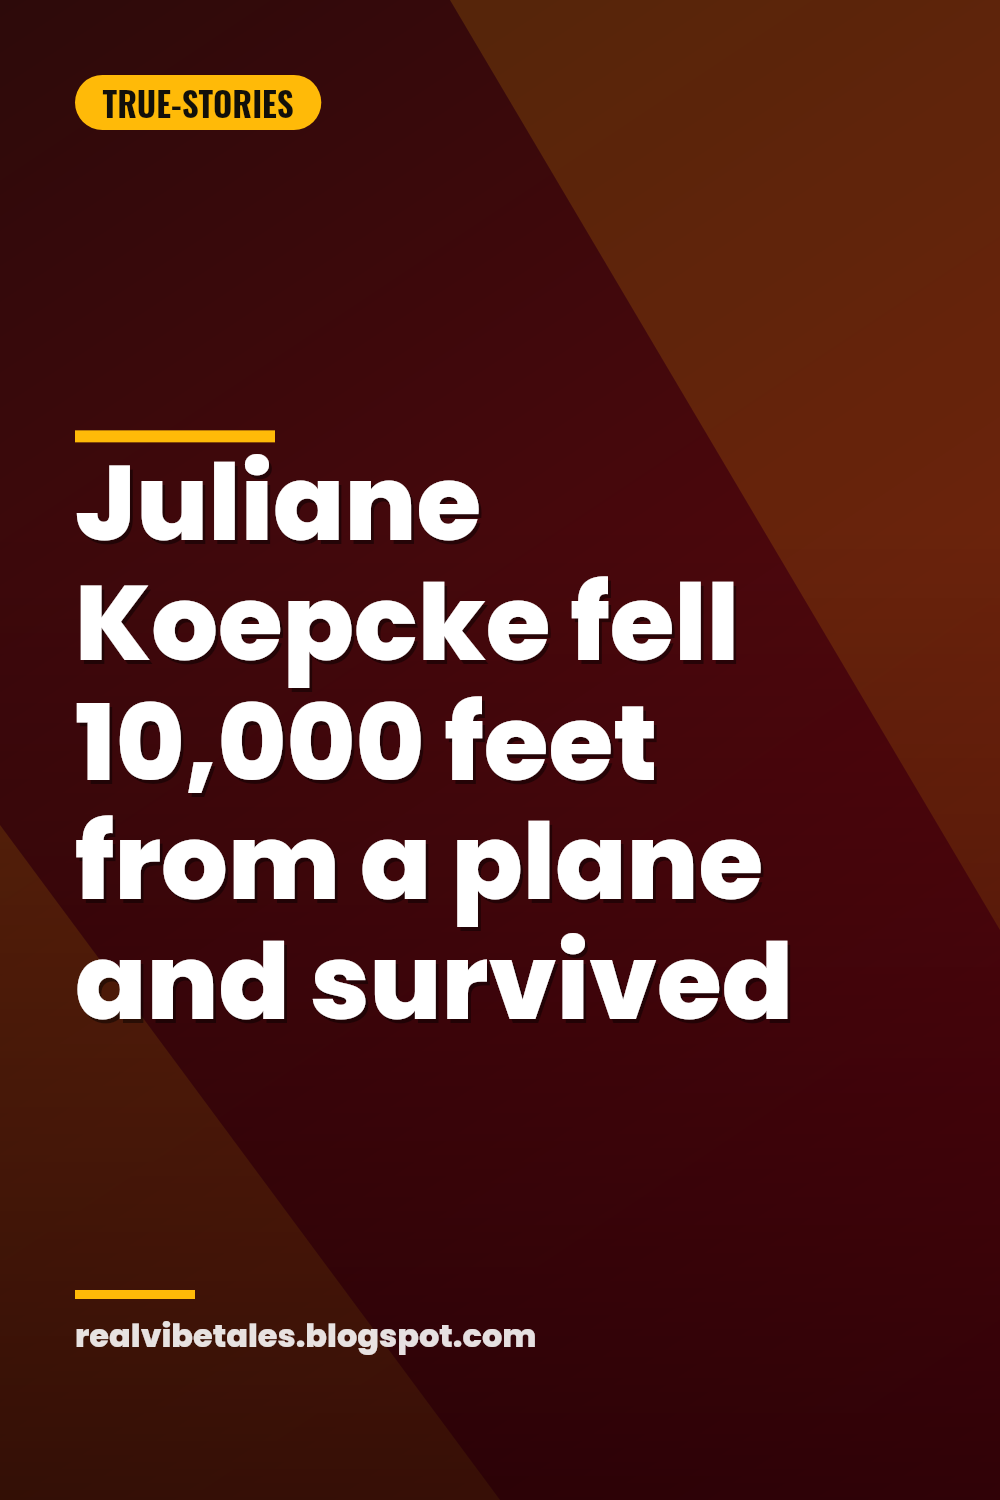 TRUE-STORIES
Juliane
Koepcke fell
10,000 feet
from a plane
and survived
realvibetales.blogspot.com